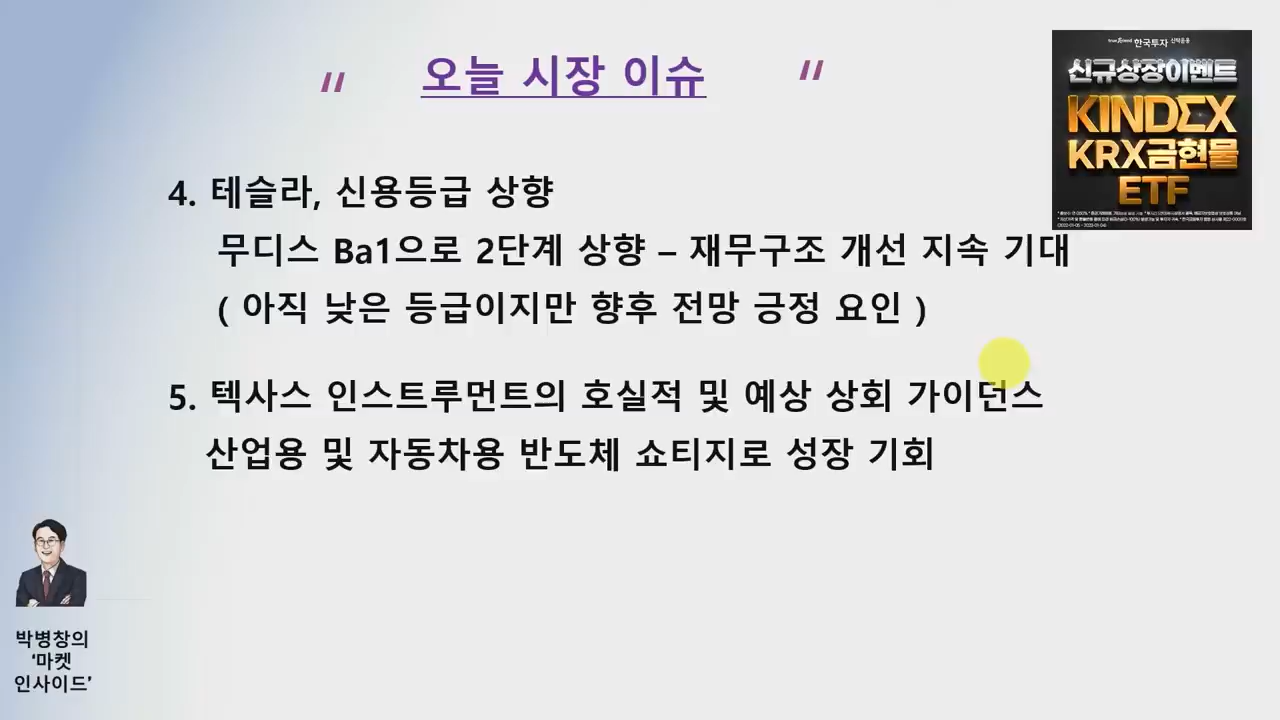 " 오늘 시장 이슈 "
한국투자 신탁운용
신규상장이벤트
KINDEX
KRX금현물
ETF
4. 테슬라, 신용등급 상향
무디스 Ba1으로 2단계 상향 – 재무구조 개선 지속 기대
( 아직 낮은 등급이지만 향후 전망 긍정 요인 )
5. 텍사스 인스트루먼트의 호실적 및 예상 상회 가이던스
산업용 및 자동차용 반도체 쇼티지로 성장 기회
박병창의
‘마켓
인사이드’